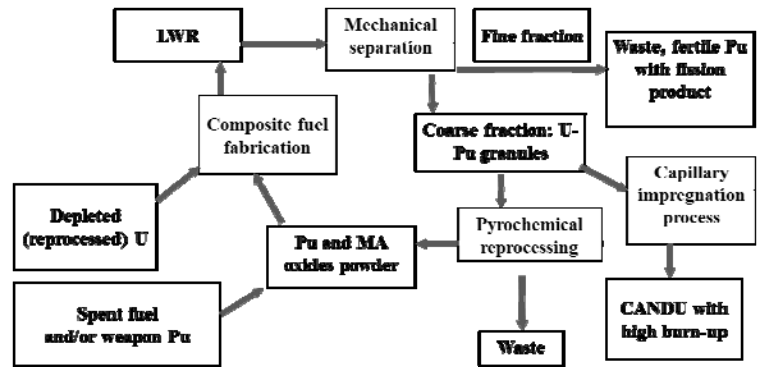 LWR
Mechanical
separation
Fine fraction
Waste, fertile Pu
with fission
product
Composite fuel
fabrication
Coarse fraction: U-
Pu granules
Capillary
impregnation
process
Depleted
(reprocessed) U
Pu and MA
oxides powder
Pyrochemical
reprocessing
Spent fuel
and/or weapon Pu
Waste
CANDU with
high burn-up